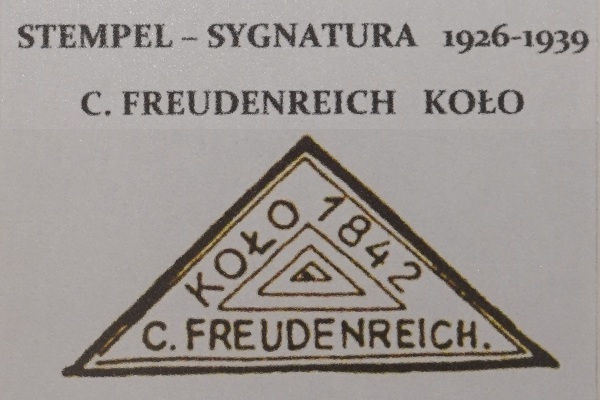 STEMPEL – SYGNATURA 1926-1939
C. FREUDENREICH KOŁO
KOŁO 1842
C. FREUDENREICH.